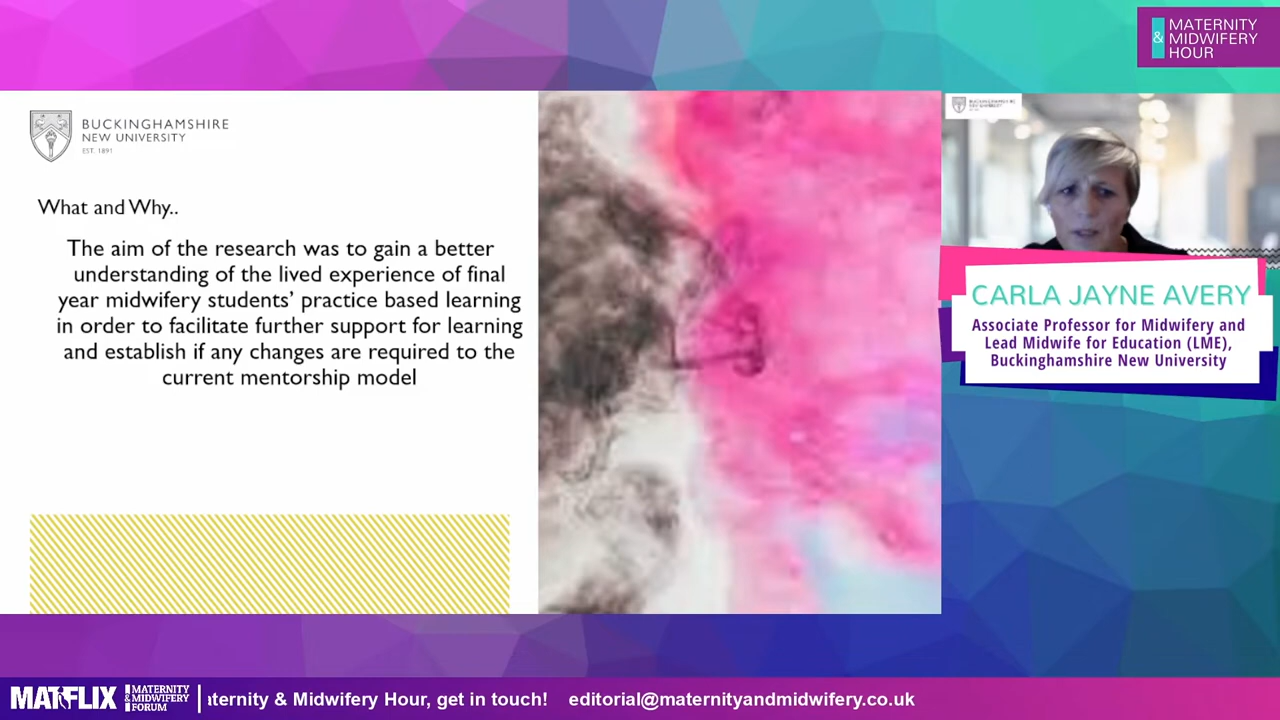 & MATERNITY
MIDWIFERY
HOUR
BUCKINGHAMSHIRE
NEW UNIVERSITY
EST. 1891
What and Why..
The aim of the research was to gain a better
understanding of the lived experience of final
year midwifery students’ practice based learning
in order to facilitate further support for learning
and establish if any changes are required to the
current mentorship model
BUCKINGHAMSHIRE
NEW UNIVERSITY
CARLA JAYNE AVERY
Associate Professor for Midwifery and
Lead Midwife for Education (LME),
Buckinghamshire New University
MATFLIX
MATERNITY
&MIDWIFERY
FORUM
ternity & Midwifery Hour, get in touch! editorial@maternityandmidwifery.co.uk